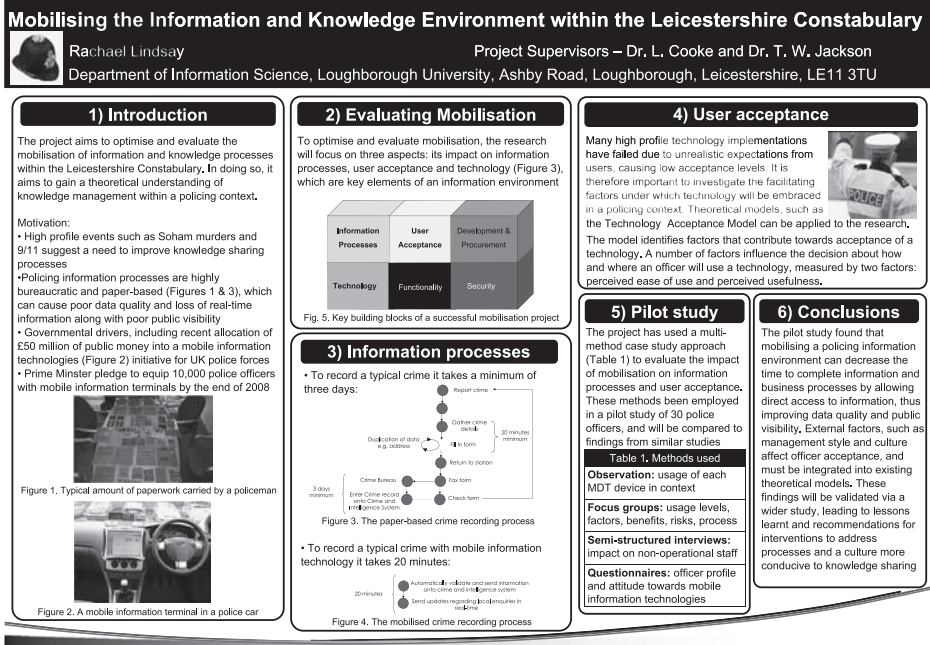 Mobilising the Information and Knowledge Environment within the Leicestershire Constabulary
Rachael Lindsay
Project Supervisors – Dr. L. Cooke and Dr. T. W. Jackson
Department of Information Science, Loughborough University, Ashby Road, Loughborough, Leicestershire, LE11 3TU
1) Introduction
The project aims to optimise and evaluate the
mobilisation of information and knowledge processes
within the Leicestershire Constabulary. In doing so, it
aims to gain a theoretical understanding of
knowledge management within a policing context.
Motivation:
• High profile events such as Soham murders and
9/11 suggest a need to improve knowledge sharing
processes
•Policing information processes are highly
bureaucratic and paper-based (Figures 1 & 3), which
can cause poor data quality and loss of real-time
information along with poor public visibility
• Governmental drivers, including recent allocation of
£50 million of public money into a mobile information
technologies (Figure 2) initiative for UK police forces
• Prime Minster pledge to equip 10,000 police officers
with mobile information terminals by the end of 2008
Figure 1. Typical amount of paperwork carried by a policeman
Figure 2. A mobile information terminal in a police car
2) Evaluating Mobilisation
To optimise and evaluate mobilisation, the research
will focus on three aspects: its impact on information
processes, user acceptance and technology (Figure 3),
which are key elements of an information environment
Information
Processes
User
Acceptance
Development &
Procurement
Technology
Functionality
Security
Fig. 5. Key building blocks of a successful mobilisation project
3) Information processes
• To record a typical crime it takes a minimum of
three days:
Report crime
Gather crime
details
20 minutes
minimum
Duplication of data
e.g. address
Fill in form
Return to station
Crime Bureau
Fax form
3 days
minimum
Enter Crime record
onto Crime and
Intelligence System
Check form
Figure 3. The paper-based crime recording process
• To record a typical crime with mobile information
technology it takes 20 minutes:
20 minutes
Automatically validate and send information
onto crime and intelligence system
Send updates regarding local enquiries in
real-time
Figure 4. The mobilised crime recording process
4) User acceptance
Many high profile technology implementations
have failed due to unrealistic expectations from
users, causing low acceptance levels. It is
therefore important to investigate the facilitating
factors under which technology will be embraced
in a policing context. Theoretical models, such as
the Technology Acceptance Model can be applied to the research.
The model identifies factors that contribute towards acceptance of a
technology. A number of factors influence the decision about how
and where an officer will use a technology, measured by two factors:
perceived ease of use and perceived usefulness.
POLICE
5) Pilot study
The project has used a multi-
method case study approach
(Table 1) to evaluate the impact
of mobilisation on information
processes and user acceptance.
These methods been employed
in a pilot study of 30 police
officers, and will be compared to
findings from similar studies
Table 1. Methods used
Observation: usage of each
MDT device in context
Focus groups: usage levels,
factors, benefits, risks, process
Semi-structured interviews:
impact on non-operational staff
Questionnaires: officer profile
and attitude towards mobile
information technologies
6) Conclusions
The pilot study found that
mobilising a policing information
environment can decrease the
time to complete information and
business processes by allowing
direct access to information, thus
improving data quality and public
visibility. External factors, such as
management style and culture
affect officer acceptance, and
must be integrated into existing
theoretical models. These
findings will be validated via a
wider study, leading to lessons
learnt and recommendations for
interventions to address
processes and a culture more
conducive to knowledge sharing